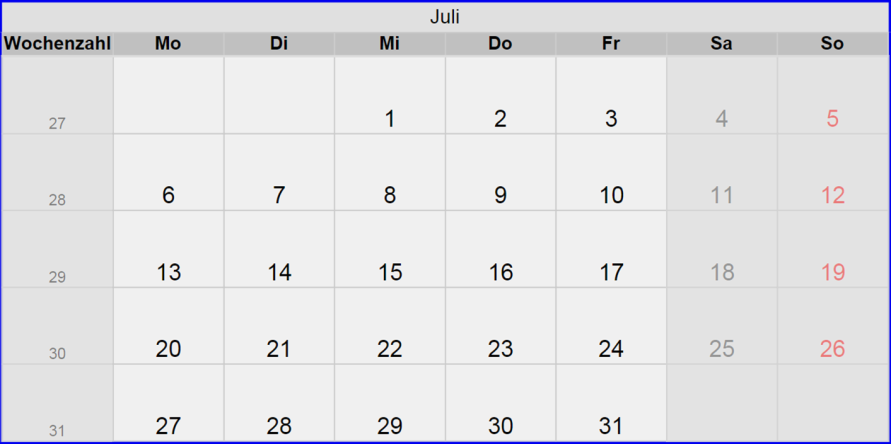 Juli
Wochenzahl Mo Di Mi Do Fr Sa So
27 1 2 3 4 5
28 6 7 8 9 10 11 12
29 13 14 15 16 17 18 19
30 20 21 22 23 24 25 26
31 27 28 29 30 31